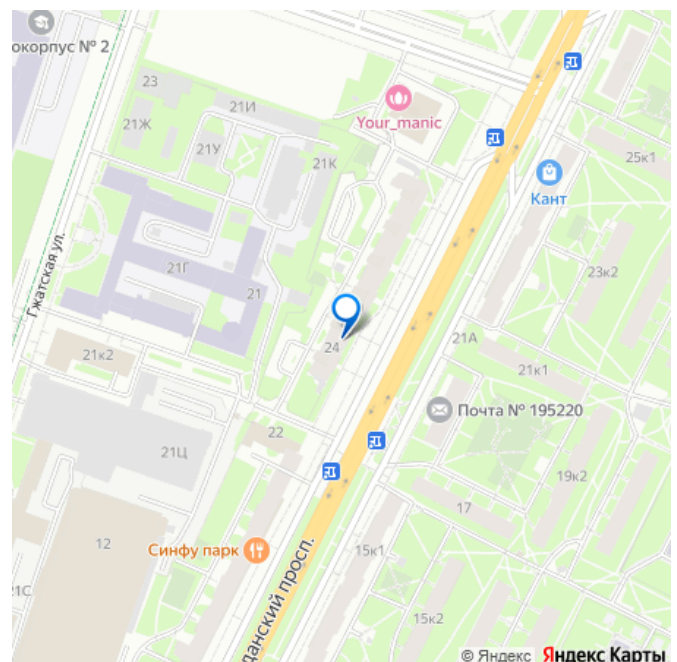 окорпус № 2
23
21И
21Ж
Your_manic
21У
21К
25к1
Кант
Гжатская ул.
21Г
21
23к2
24
21А
21к2
21к1
Почта № 195220
22
21Ц
19к2
17
12
Синфу парк
15к1
21С
данский просп.
15к2
© Яндекс Яндекс Карты